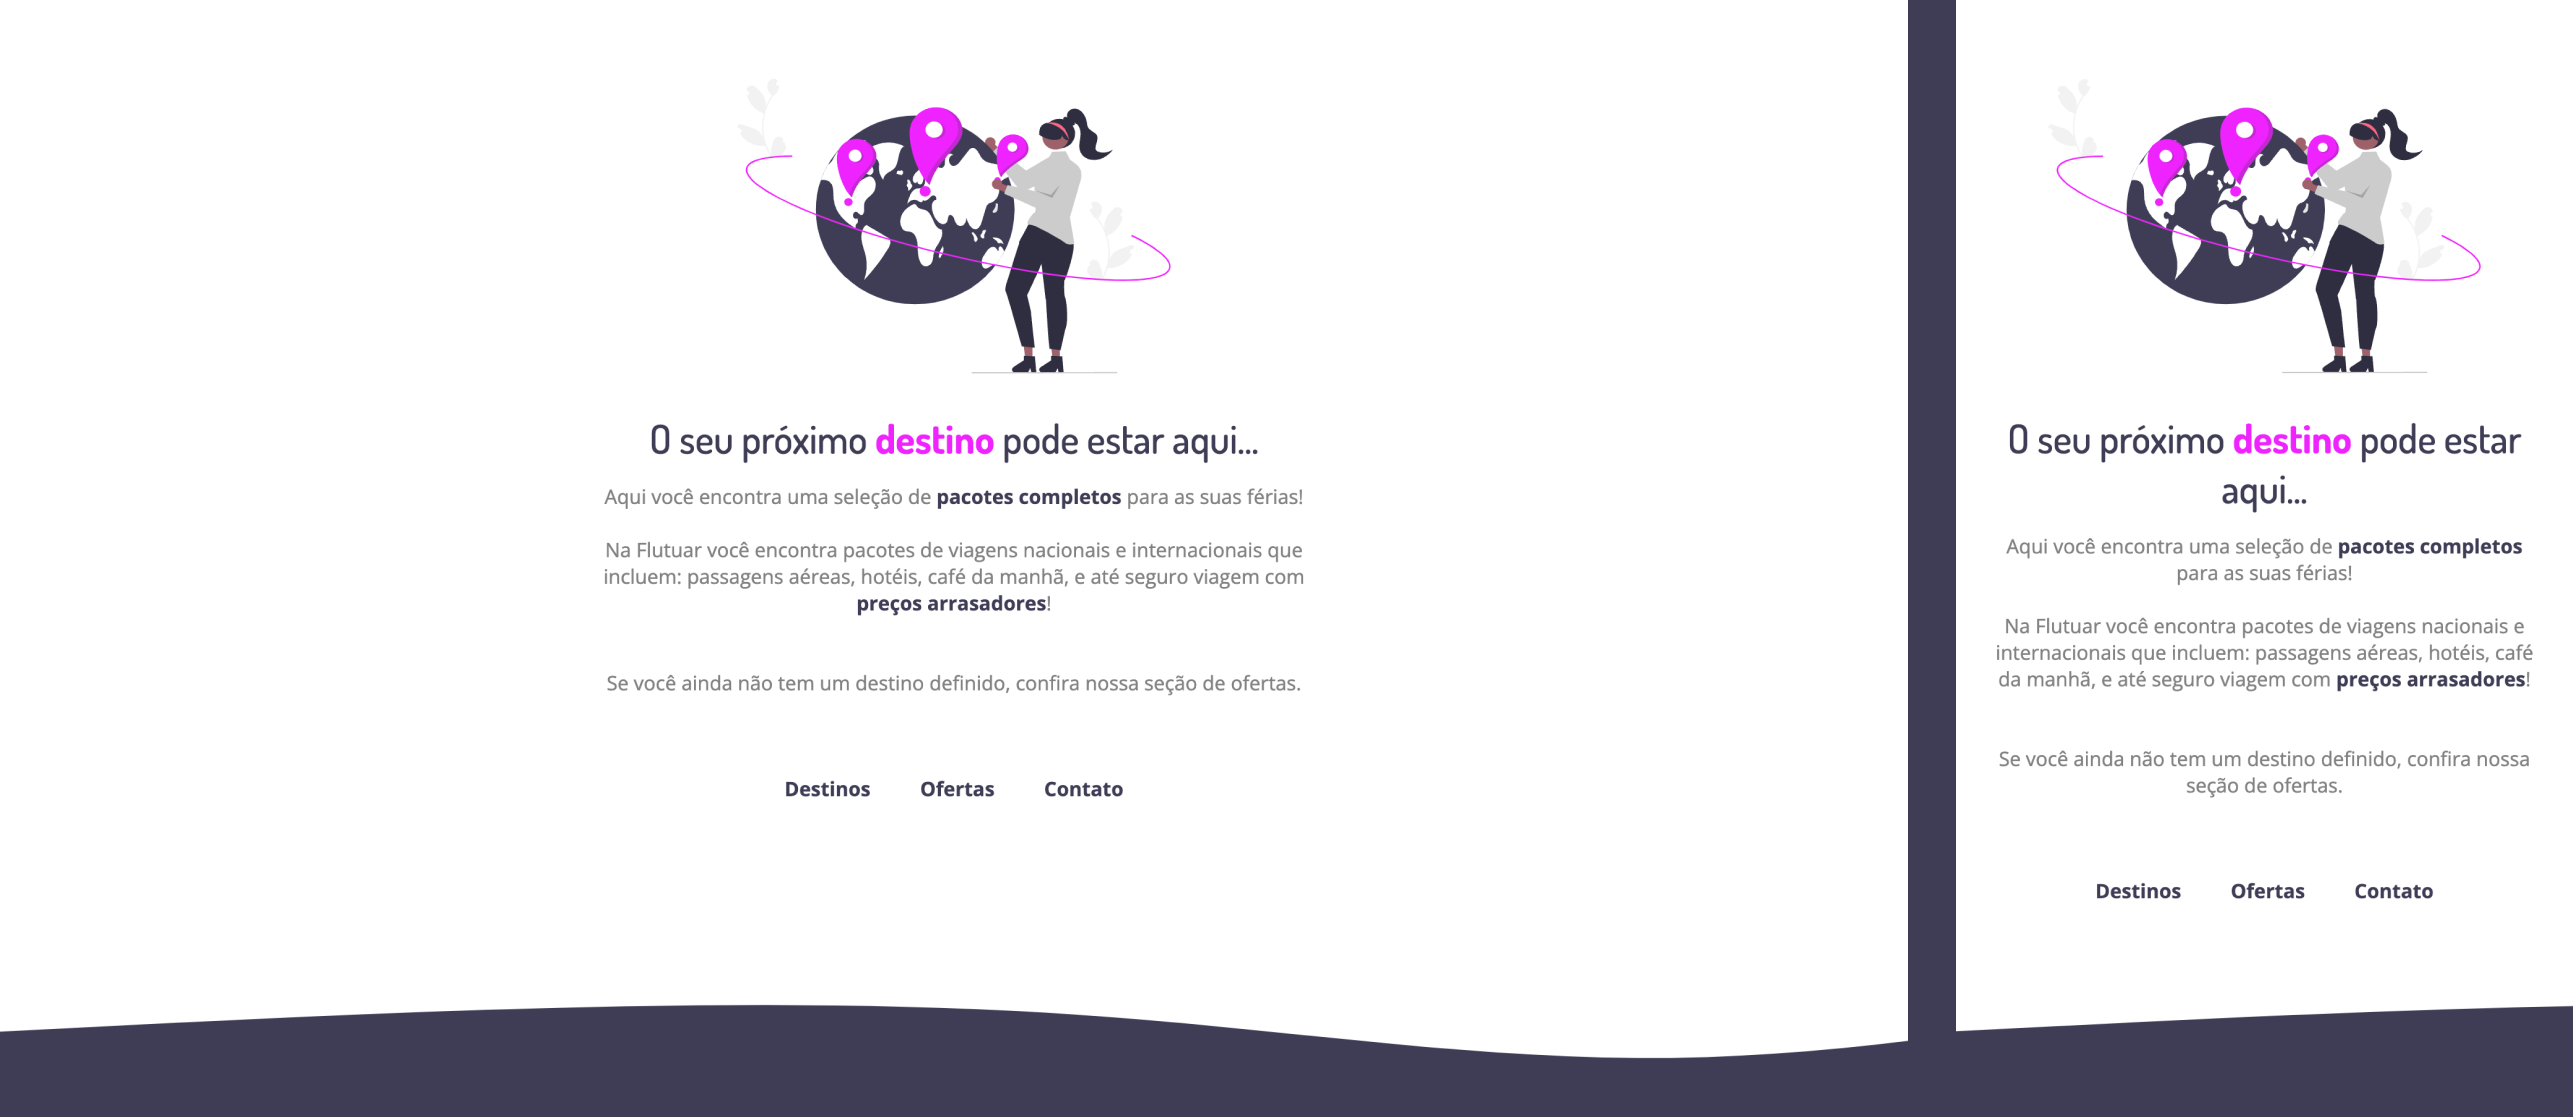 O seu próximo destino pode estar aqui...
Aqui você encontra uma seleção de pacotes completos para as suas férias!
Na Flutuar você encontra pacotes de viagens nacionais e internacionais que
incluem: passagens aéreas, hotéis, café da manhã, e até seguro viagem com
preços arrasadores!
Se você ainda não tem um destino definido, confira nossa seção de ofertas.
Destinos Ofertas Contato
O seu próximo destino pode estar
aqui...
Aqui você encontra uma seleção de pacotes completos
para as suas férias!
Na Flutuar você encontra pacotes de viagens nacionais e
internacionais que incluem: passagens aéreas, hotéis, café
da manhã, e até seguro viagem com preços arrasadores!
Se você ainda não tem um destino definido, confira nossa
seção de ofertas.
Destinos Ofertas Contato